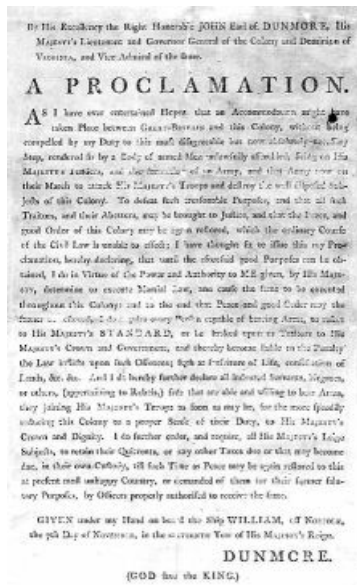 By His Excellency the Right Honorable JOHN Earl of DUNMORE, His
MAJESTY's Lieutenant and Governor General of the Colony and Dominion of
VIRGINIA, and Vice Admiral of the same.
A PROCLAMATION.
AS I have ever entertained Hopes, that an Accommodation might have
taken Place between GREAT-BRITAIN and this Colony, without being
compelled by my Duty to this most disagreeable but now absolutely necessary
Step, rendered so by a Body of armed Men unlawfully assembled, firing on His
MAJESTY's Tenders, and the formation of an Army, and that Army now on
their March to attack His MAJESTY's Troops and destroy the well disposed Sub-
jects of this Colony. To defeat such treasonable Purposes, and that all such
Traitors, and their Abettors, may be brought to Justice, and that the Peace, and
good Order of this Colony may be again restored, which the ordinary Course
of the Civil Law is unable to effect; I have thought fit to issue this my Pro-
clamation, hereby declaring, that until the aforesaid good Purposes can be ob-
tained, I do in Virtue of the Power and Authority to ME given, by His MAJE-
STY, determine to execute Martial Law, and cause the same to be executed
throughout this Colony: and to the end that Peace and good Order may the
sooner be restored, I do require every Person capable of bearing Arms, to resort
to His MAJESTY's STANDARD, or be looked upon as Traitors to His
MAJESTY's Crown and Government, and thereby become liable to the Penalty
the Law inflicts upon such Offences; such as forfeiture of Life, confiscation of
Lands, &c. &c. And I do hereby further declare all indented Servants, Negroes,
or others, (appertaining to Rebels,) free that are able and willing to bear Arms,
they joining His MAJESTY's Troops as soon as may be, for the more speedily
reducing this Colony to a proper Sense of their Duty, to His MAJESTY's
Crown and Dignity. I do further order, and require, all His MAJESTY's Liege
Subjects, to retain their Quitrents, or any other Taxes due or that may become
due, in their own Custody, till such Time as Peace may be again restored to this
at present most unhappy Country, or demanded of them for their former salu-
tary Purposes, by Officers properly authorised to receive the same.
GIVEN under my Hand on board the Ship WILLIAM, off NORFOLK,
the 7th Day of NOVEMBER, in the SIXTEENTH Year of His MAJESTY's Reign.
DUNMORE.
(GOD save the KING.)